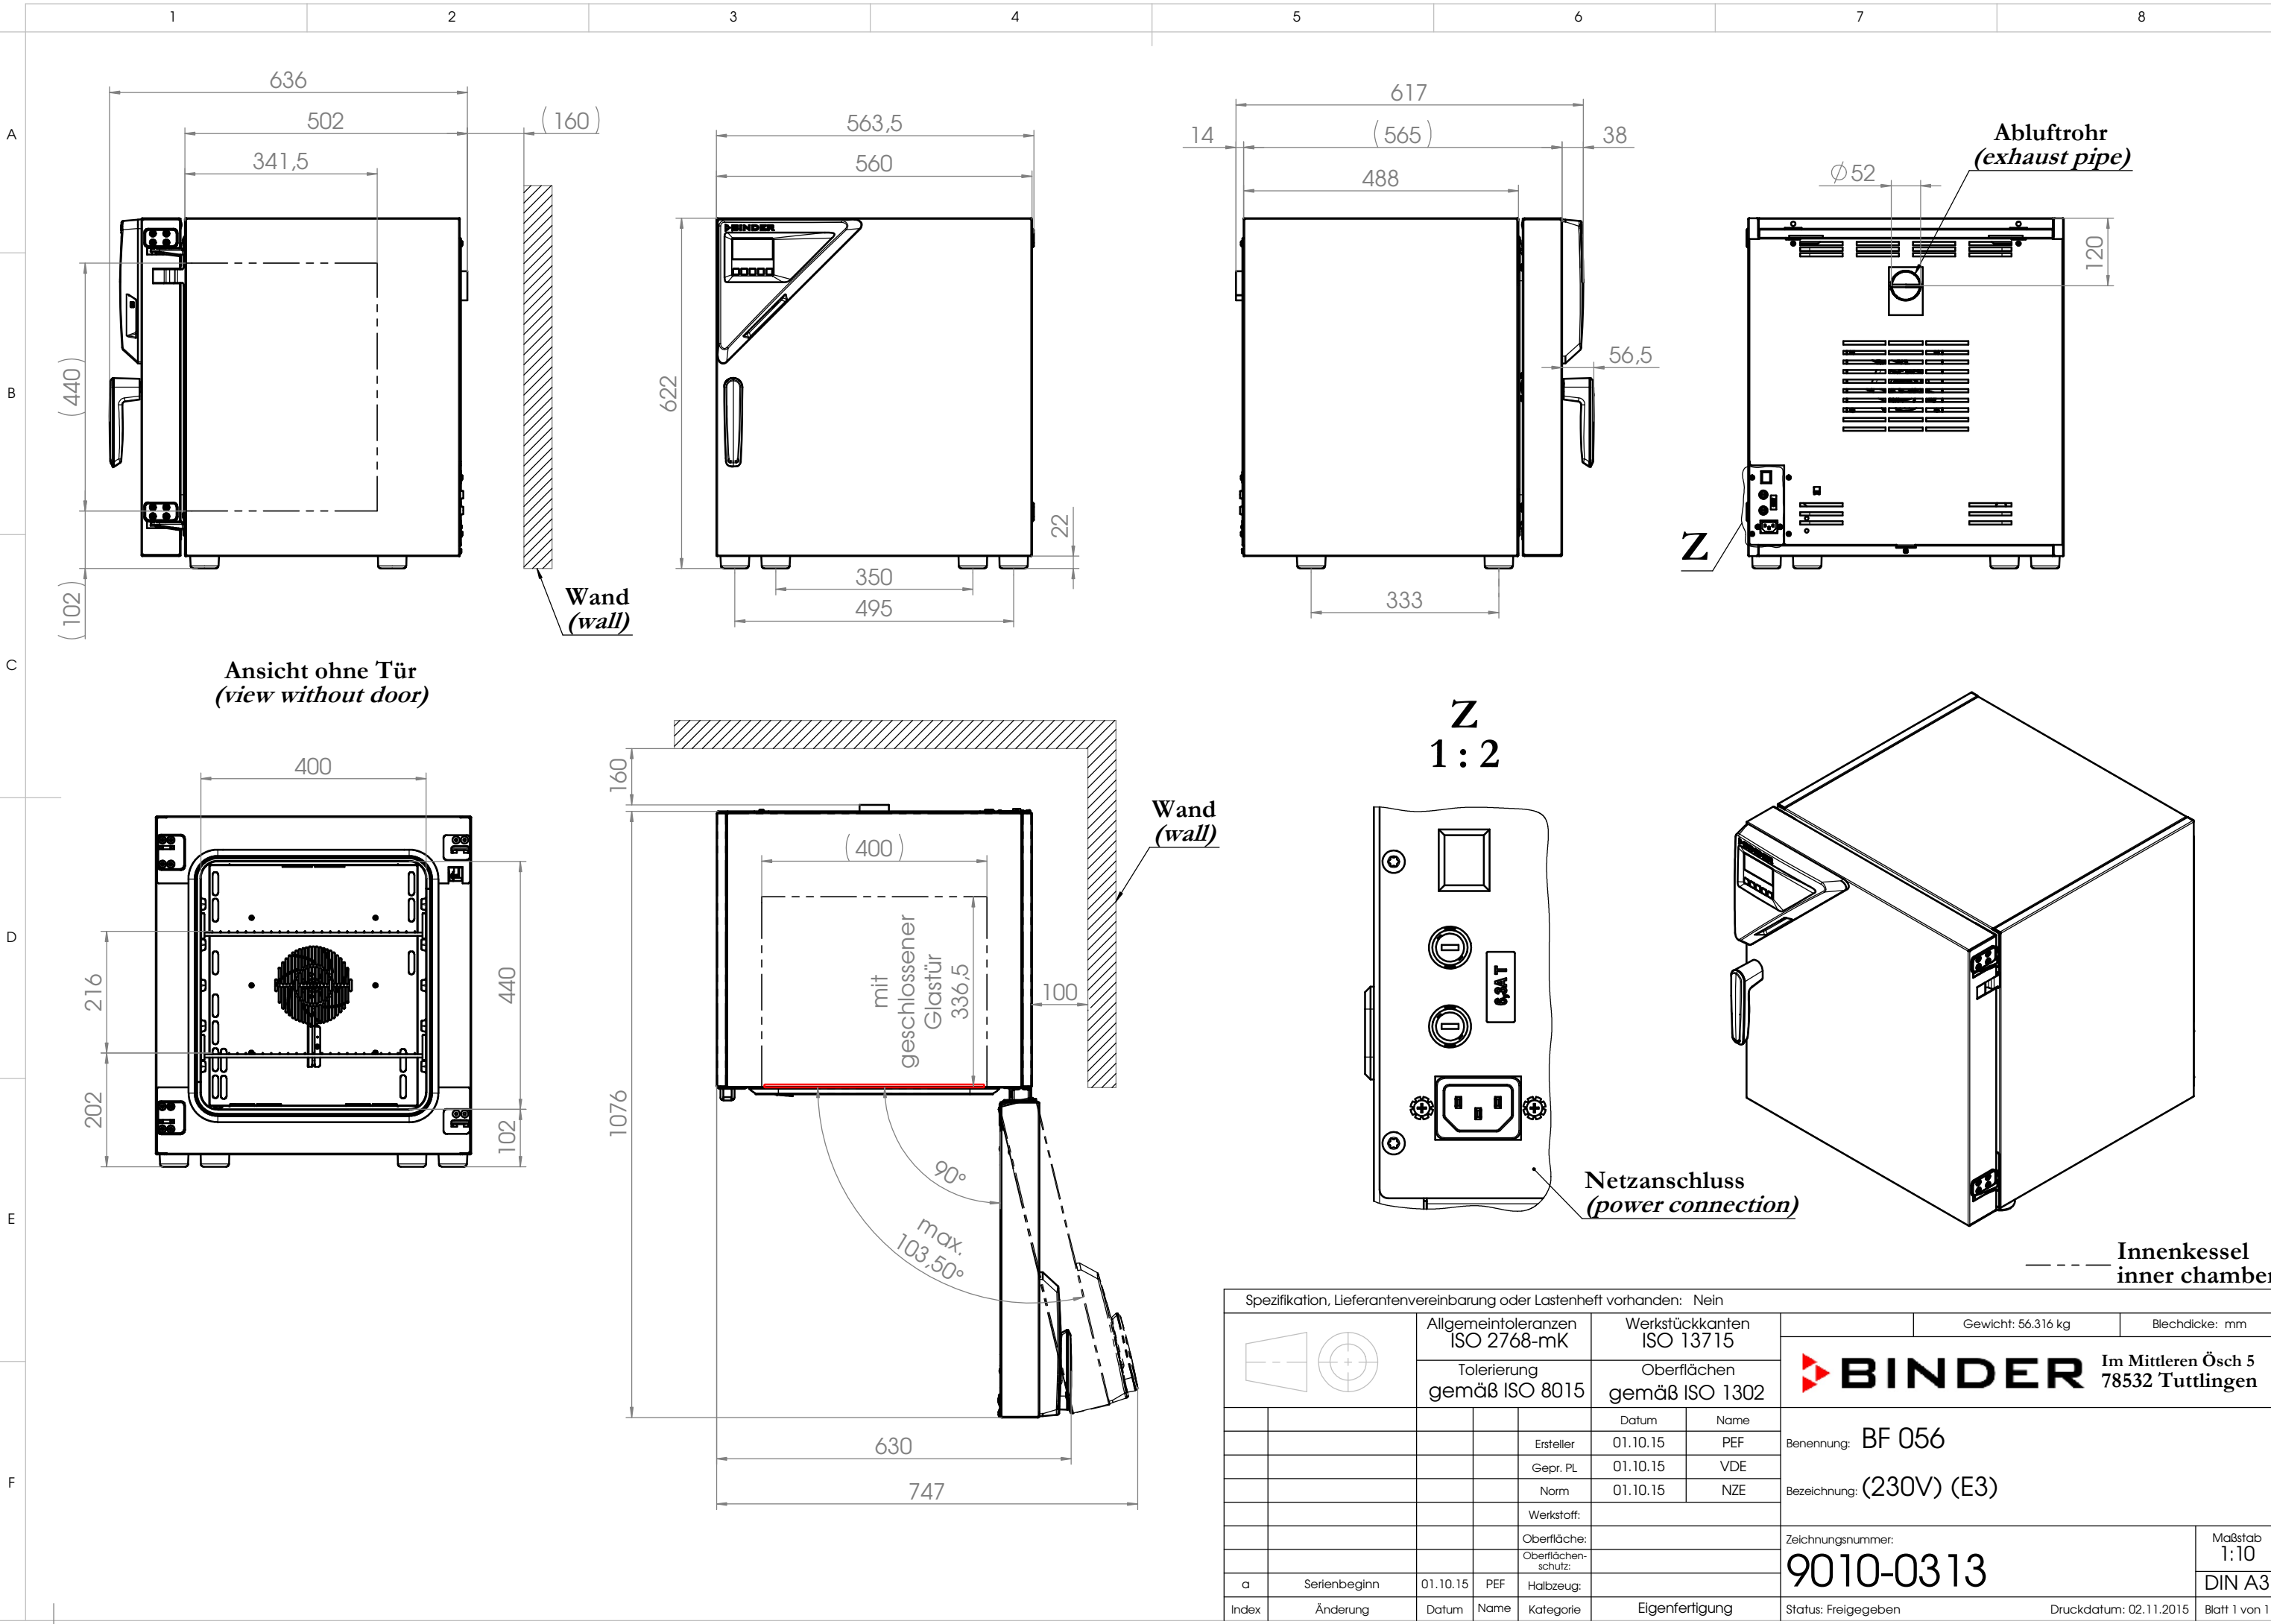 1 2 3 4 5 6 7 8
A
B
C
D
E
F
636
502
(160)
341,5
(440)
(102)
Wand
(wall)
563,5
560
BINDER
622
22
350
495
617
14
(565)
38
488
56,5
333
Abluftrohr
(exhaust pipe)
Ø52
120
Z
Ansicht ohne Tür
(view without door)
400
216
202
440
102
160
1076
(400)
mit
geschlossener
Glastür
336,5
100
Wand
(wall)
90°
max.
103,50°
630
747
Z
1 : 2
6,3A T
Netzanschluss
(power connection)
BINDER
Innenkessel
inner chamber
Spezifikation, Lieferantenvereinbarung oder Lastenheft vorhanden: Nein
Allgemeintoleranzen
ISO 2768-mK
Werkstückkanten
ISO 13715
Tolerierung
gemäß ISO 8015
Oberflächen
gemäß ISO 1302
Gewicht: 56.316 kg
Blechdicke: mm
BINDER
Im Mittleren Ösch 5
78532 Tuttlingen
Datum Name
Ersteller 01.10.15 PEF
Gepr. PL 01.10.15 VDE
Norm 01.10.15 NZE
Werkstoff:
Oberfläche:
Oberflächen-
schutz:
a Serienbeginn 01.10.15 PEF Halbzeug:
Index Änderung Datum Name Kategorie Eigenfertigung
Benennung: BF 056
Bezeichnung: (230V) (E3)
Zeichnungsnummer:
9010-0313
Maßstab
1:10
DIN A3
Status: Freigegeben
Druckdatum: 02.11.2015
Blatt 1 von 1